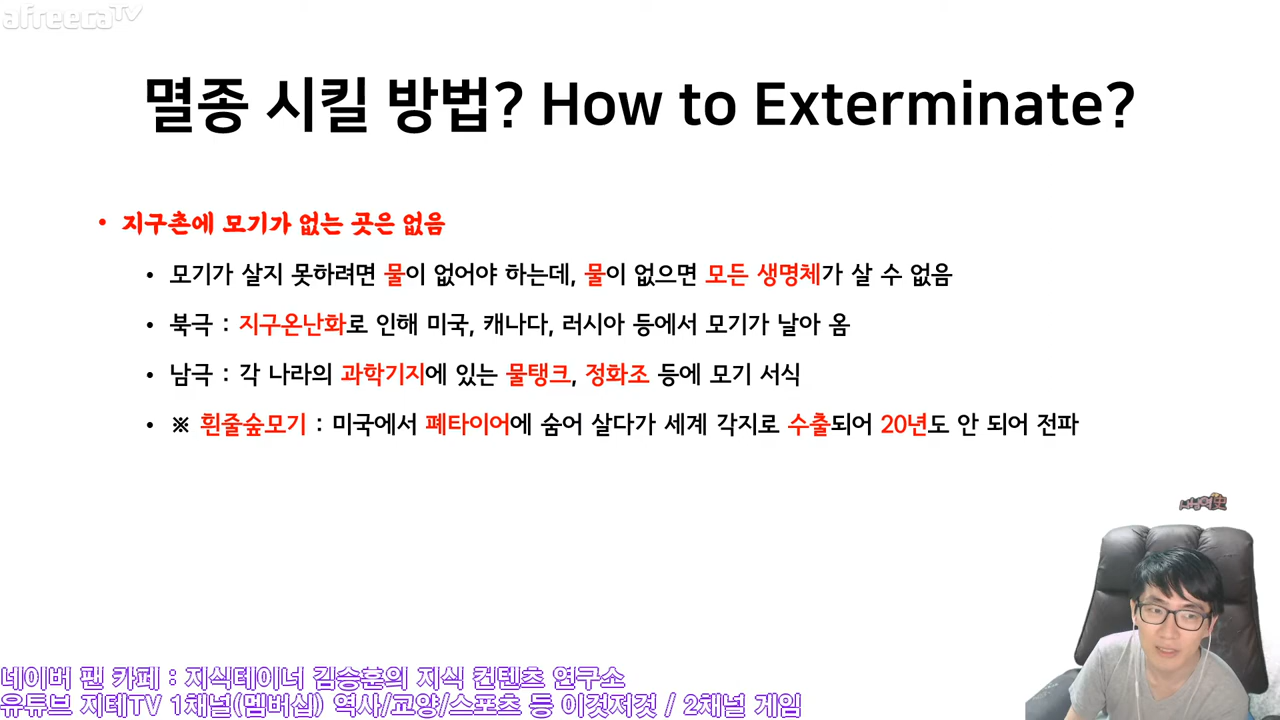 afreecaTV
멸종 시킬 방법? How to Exterminate?
• 지구촌에 모기가 없는 곳은 없음
• 모기가 살지 못하려면 물이 없어야 하는데, 물이 없으면 모든 생명체가 살 수 없음
• 북극 : 지구온난화로 인해 미국, 캐나다, 러시아 등에서 모기가 날아 옴
• 남극 : 각 나라의 과학기지에 있는 물탱크, 정화조 등에 모기 서식
• ※ 흰줄숲모기 : 미국에서 폐타이어에 숨어 살다가 세계 각지로 수출되어 20년도 안 되어 전파
네이버 팬 카페 : 지식테이너 김승훈의 지식 컨텐츠 연구소
유튜브 지테TV 1채널(멤버십) 역사/교양/스포츠 등 이것저것 / 2채널 게임